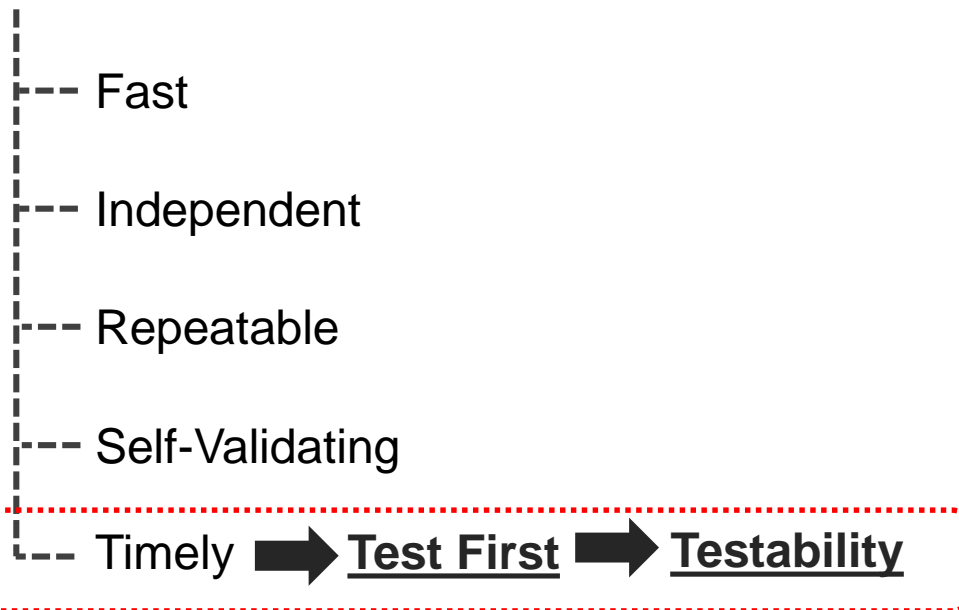 Fast
Independent
Repeatable
Self-Validating
Timely Test First Testability